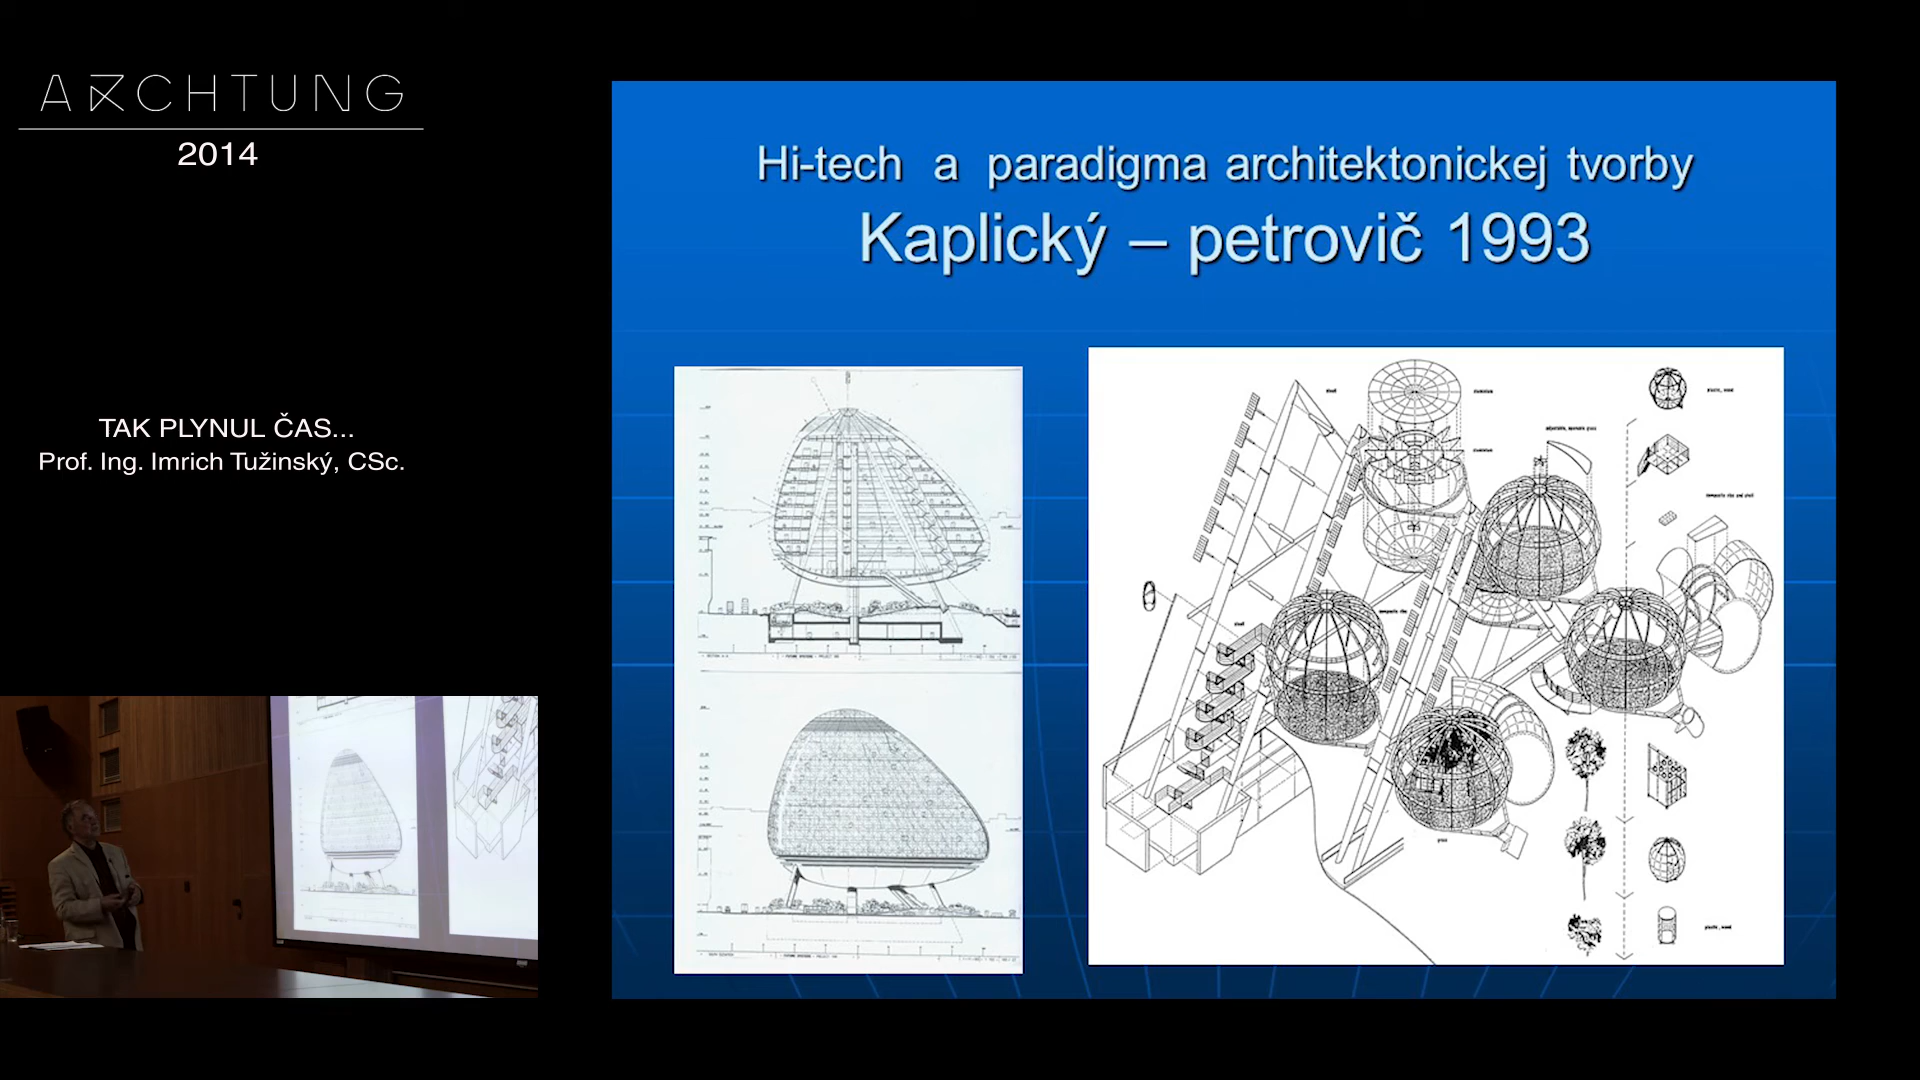 ARCHTUNG
2014
TAK PLYNUL ČAS...
Prof. Ing. Imrich Tužinský, CSc.
Hi-tech a paradigma architektonickej tvorby
Kaplický – petrovič 1993